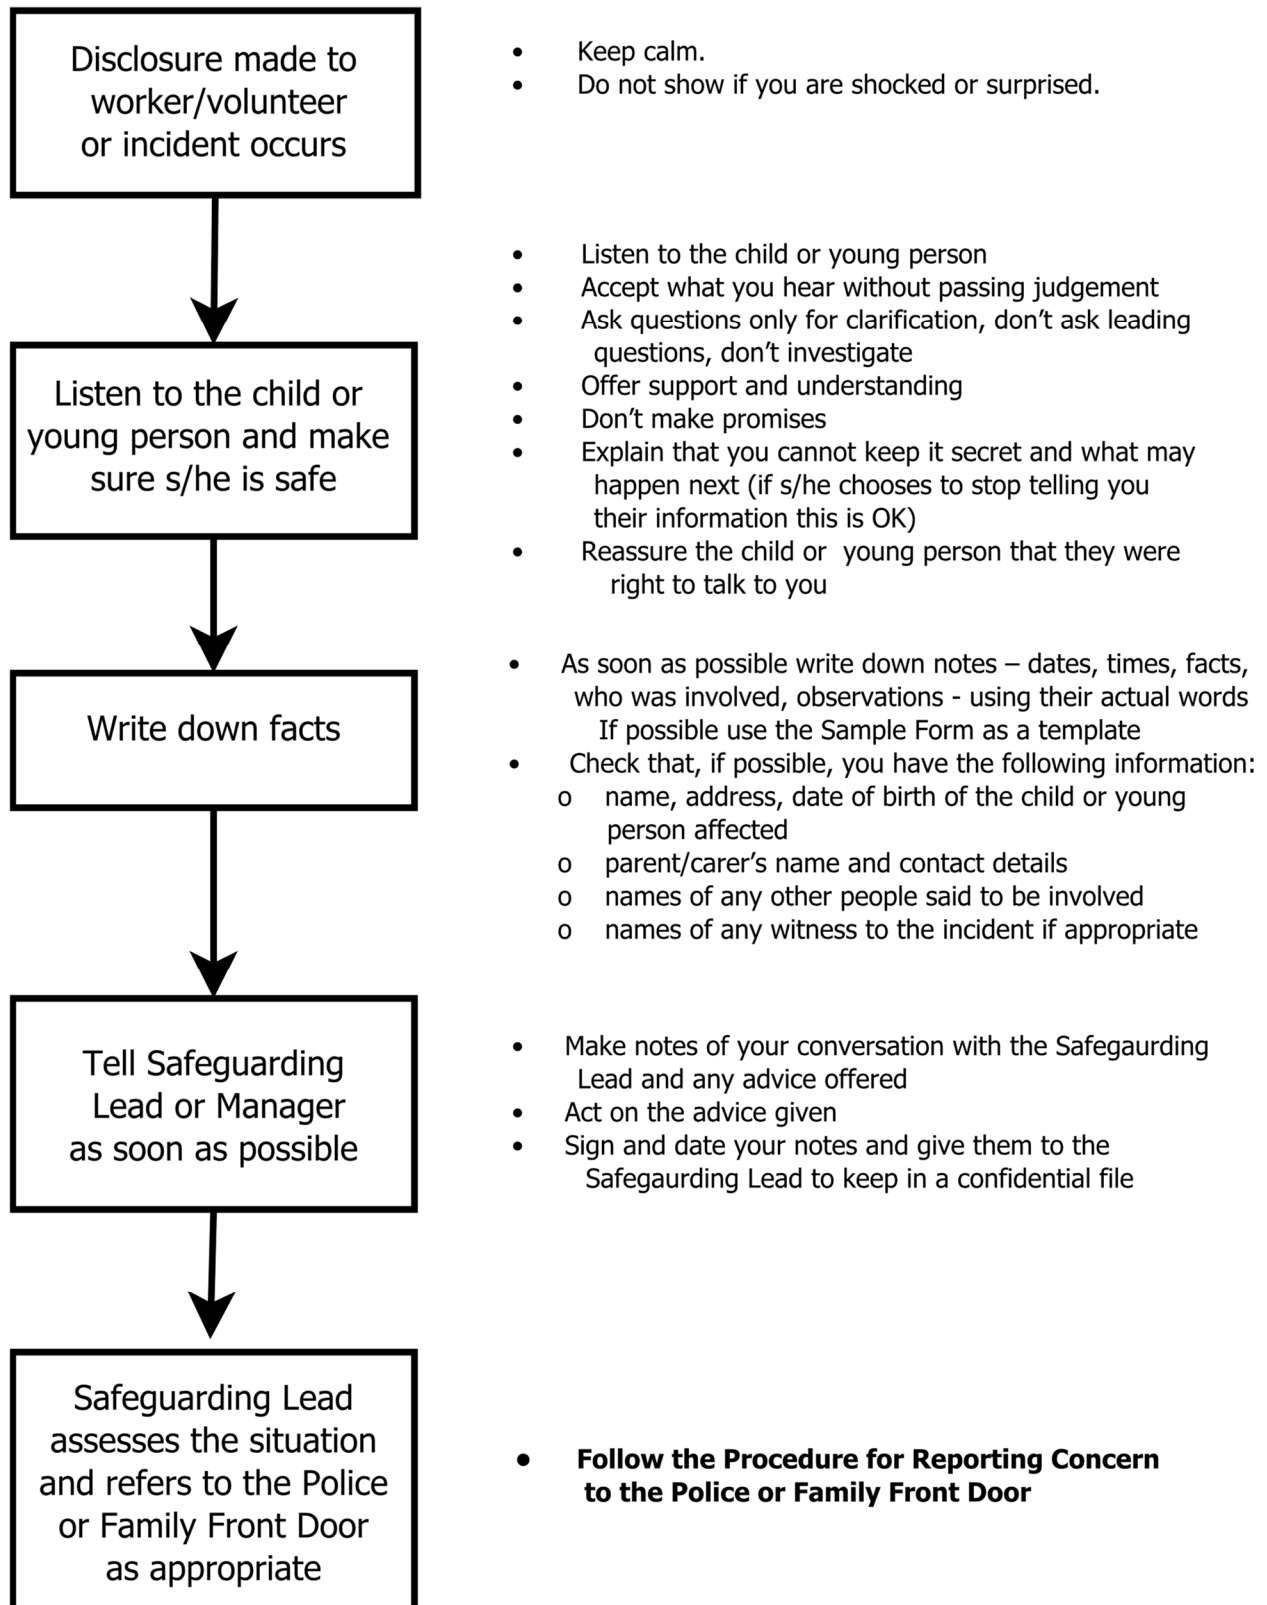 Disclosure made to
worker/volunteer
or incident occurs
• Keep calm.
• Do not show if you are shocked or surprised.
Listen to the child or
young person and make
sure s/he is safe
• Listen to the child or young person
• Accept what you hear without passing judgement
• Ask questions only for clarification, don’t ask leading
questions, don’t investigate
• Offer support and understanding
• Don’t make promises
• Explain that you cannot keep it secret and what may
happen next (if s/he chooses to stop telling you
their information this is OK)
• Reassure the child or young person that they were
right to talk to you
Write down facts
• As soon as possible write down notes – dates, times, facts,
who was involved, observations - using their actual words
If possible use the Sample Form as a template
• Check that, if possible, you have the following information:
o name, address, date of birth of the child or young
person affected
o parent/carer’s name and contact details
o names of any other people said to be involved
o names of any witness to the incident if appropriate
Tell Safeguarding
Lead or Manager
as soon as possible
• Make notes of your conversation with the Safegaurding
Lead and any advice offered
• Act on the advice given
• Sign and date your notes and give them to the
Safegaurding Lead to keep in a confidential file
Safeguarding Lead
assesses the situation
and refers to the Police
or Family Front Door
as appropriate
• Follow the Procedure for Reporting Concern
to the Police or Family Front Door